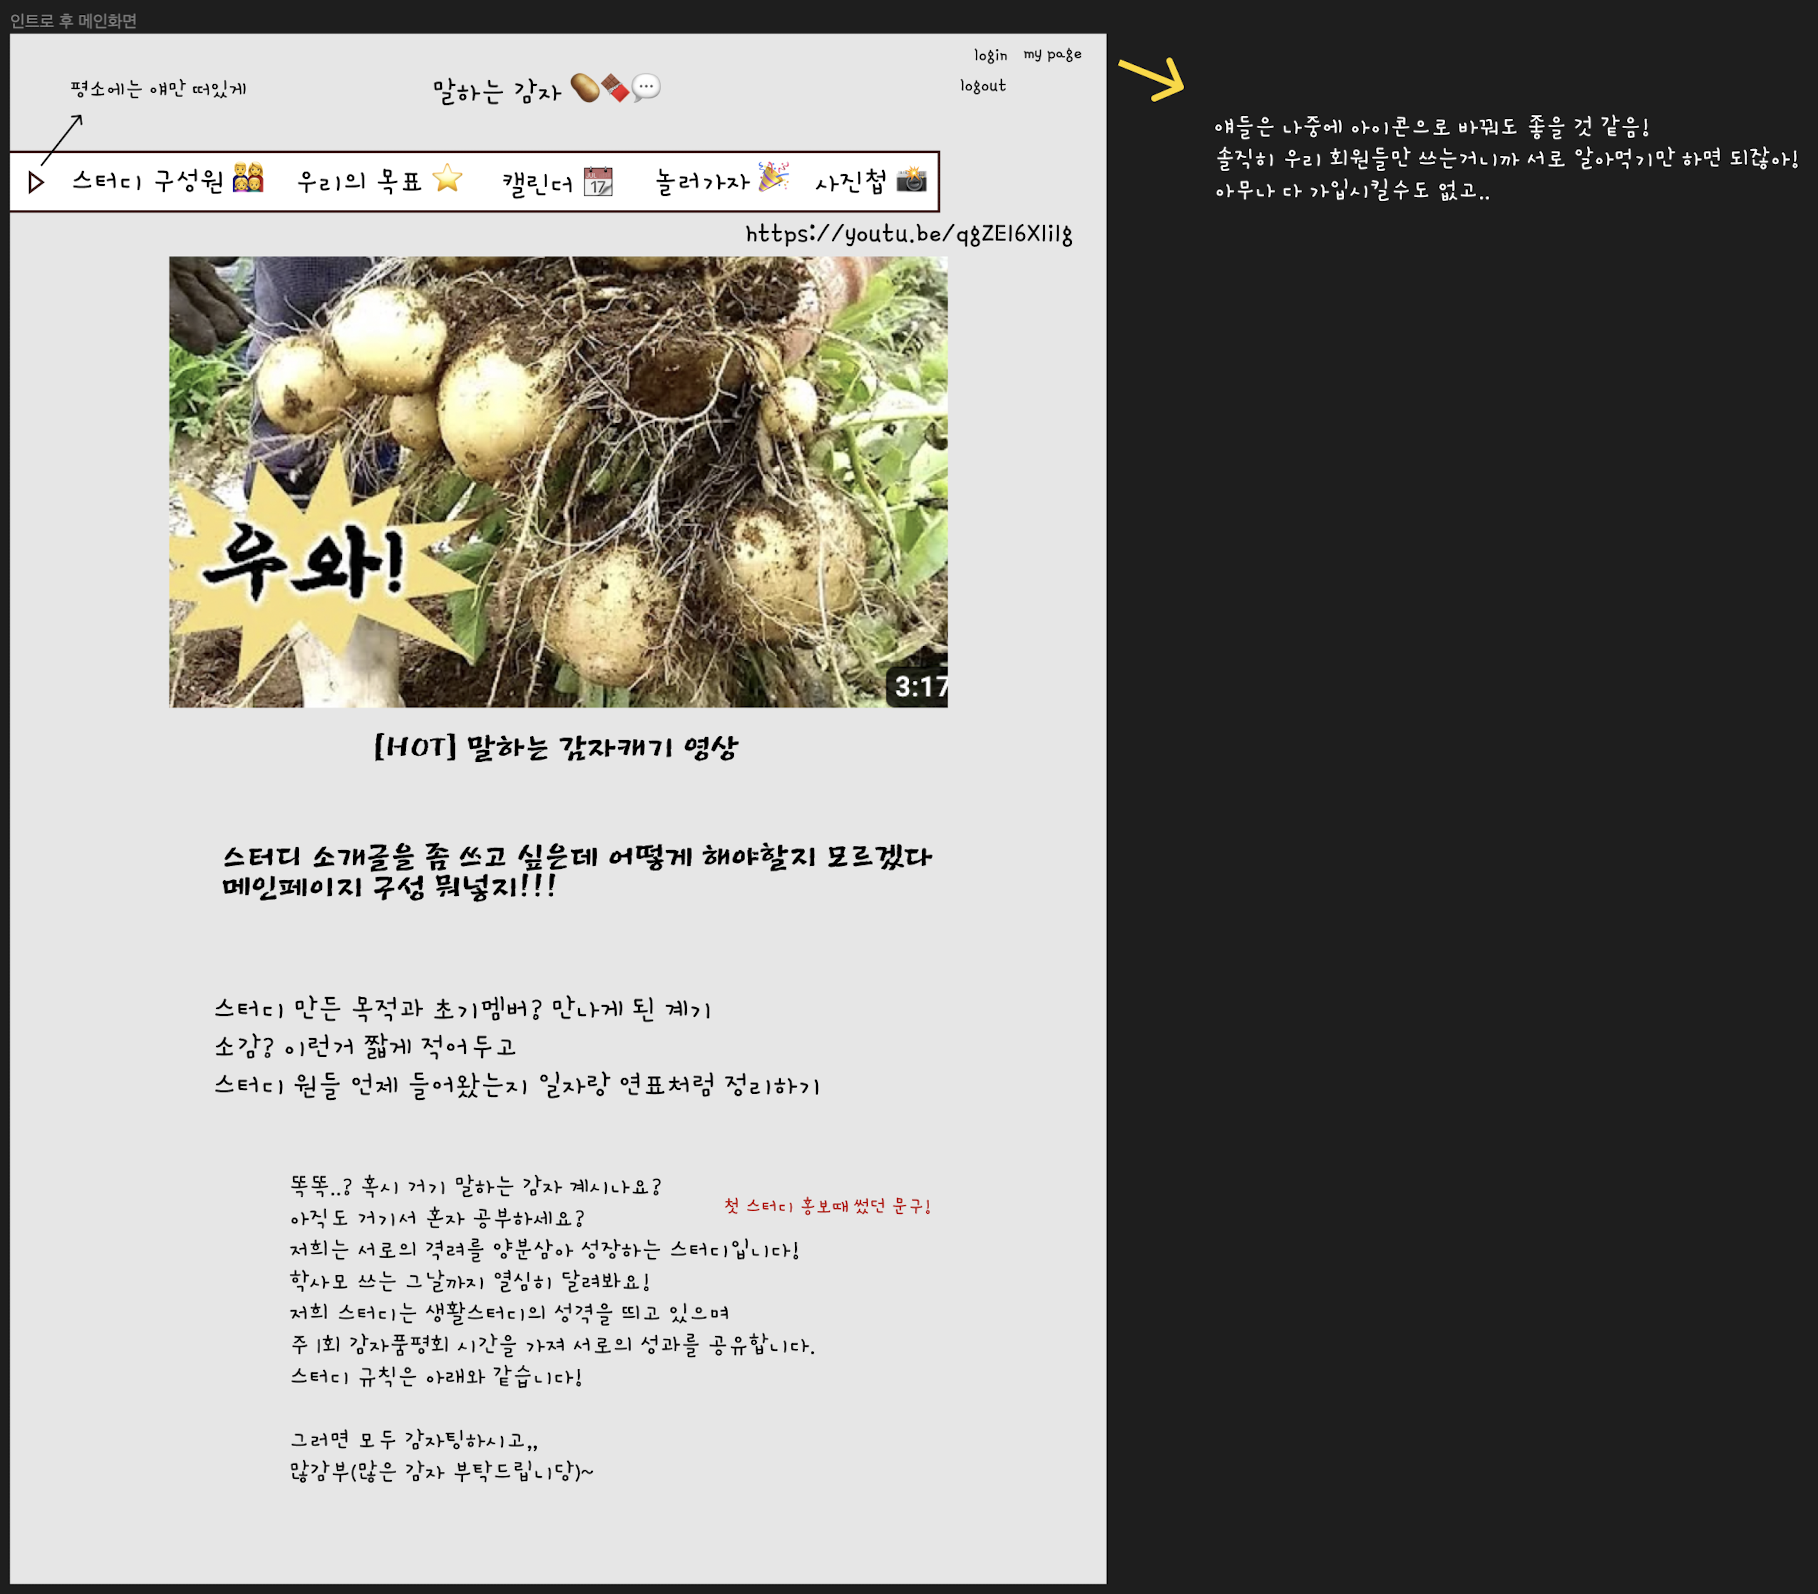 인트로 후 메인화면
login my page
평소에는 얘만 떠있게
말하는 감자
logout
스터디 구성원 우리의 목표 캘린더 놀러가자 사진첩
https://youtu.be/qgZEl6Xlilg
우와!
3:17
[HOT] 말하는 감자캐기 영상
스터디 소개글을 좀 쓰고 싶은데 어떻게 해야할지 모르겠다
메인페이지 구성 뭐넣지!!!
스터디 만든 목적과 초기멤버? 만나게 된 계기
소감? 이런거 짧게 적어두고
스터디 원들 언제 들어왔는지 일자랑 연표처럼 정리하기
똑똑..? 혹시 거기 말하는 감자 계시나요?
첫 스터디 홍보때 썼던 문구!
아직도 거기서 혼자 공부하세요?
저희는 서로의 격려를 양분삼아 성장하는 스터디입니다!
학사모 쓰는 그날까지 열심히 달려봐요!
저희 스터디는 생활스터디의 성격을 띄고 있으며
주 1회 감자품평회 시간을 가져 서로의 성과를 공유합니다.
스터디 규칙은 아래와 같습니다!
그러면 모두 감자팅하시고,,
많감부(많은 감자 부탁드립니당)~
얘들은 나중에 아이콘으로 바꿔도 좋을 것 같음!
솔직히 우리 회원들만 쓰는거니까 서로 알아먹기만 하면 되잖아!
아무나 다 가입시킬수도 없고..